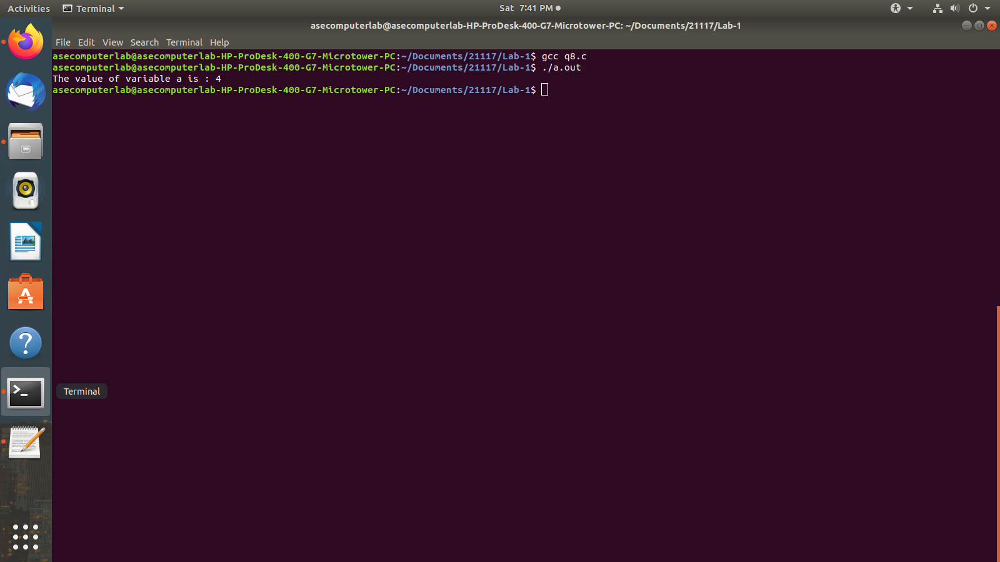 Activities Terminal Sat 7:41 PM
asecomputerlab@asecomputerlab-HP-ProDesk-400-G7-Microtower-PC: ~/Documents/21117/Lab-1
File Edit View Search Terminal Help
asecomputerlab@asecomputerlab-HP-ProDesk-400-G7-Microtower-PC:~/Documents/21117/Lab-1$ gcc q8.c
asecomputerlab@asecomputerlab-HP-ProDesk-400-G7-Microtower-PC:~/Documents/21117/Lab-1$ ./a.out
The value of variable a is : 4
asecomputerlab@asecomputerlab-HP-ProDesk-400-G7-Microtower-PC:~/Documents/21117/Lab-1$
Terminal